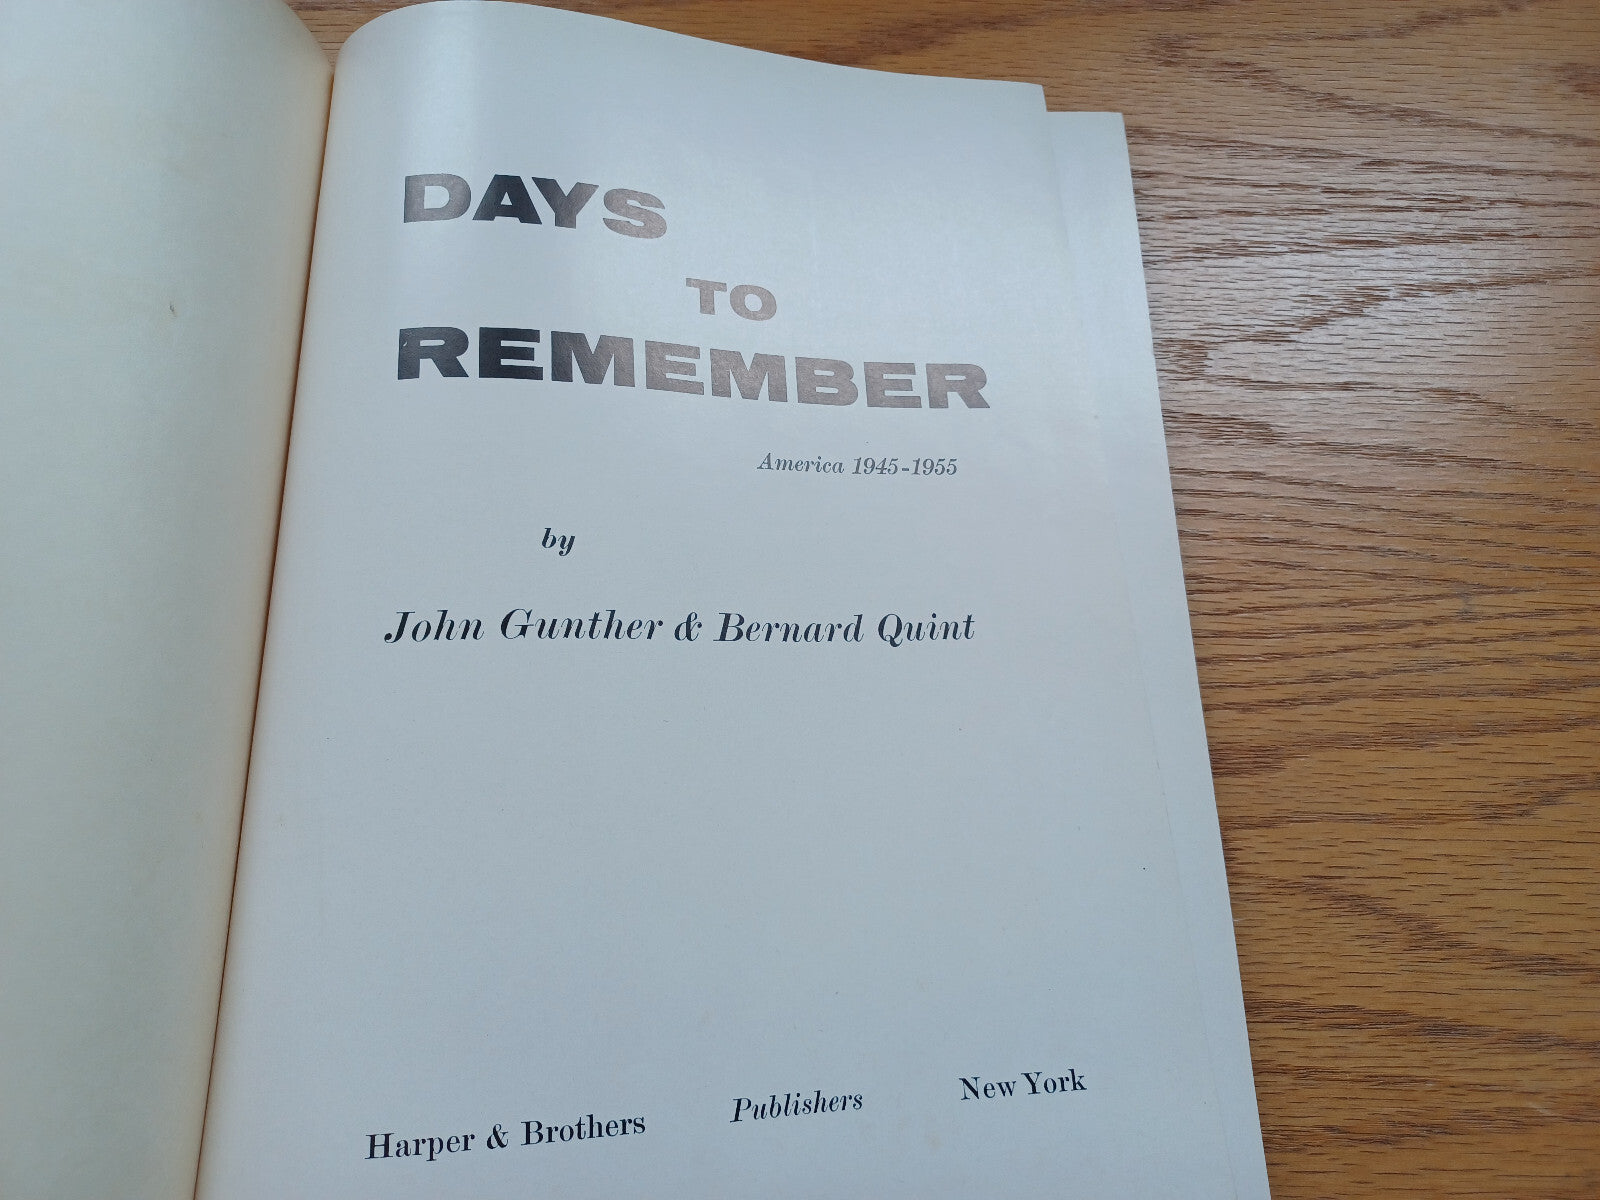 DAYS
TO
REMEMBER
America 1945-1955
by
John Gunther & Bernard Quint
Harper & Brothers Publishers New York